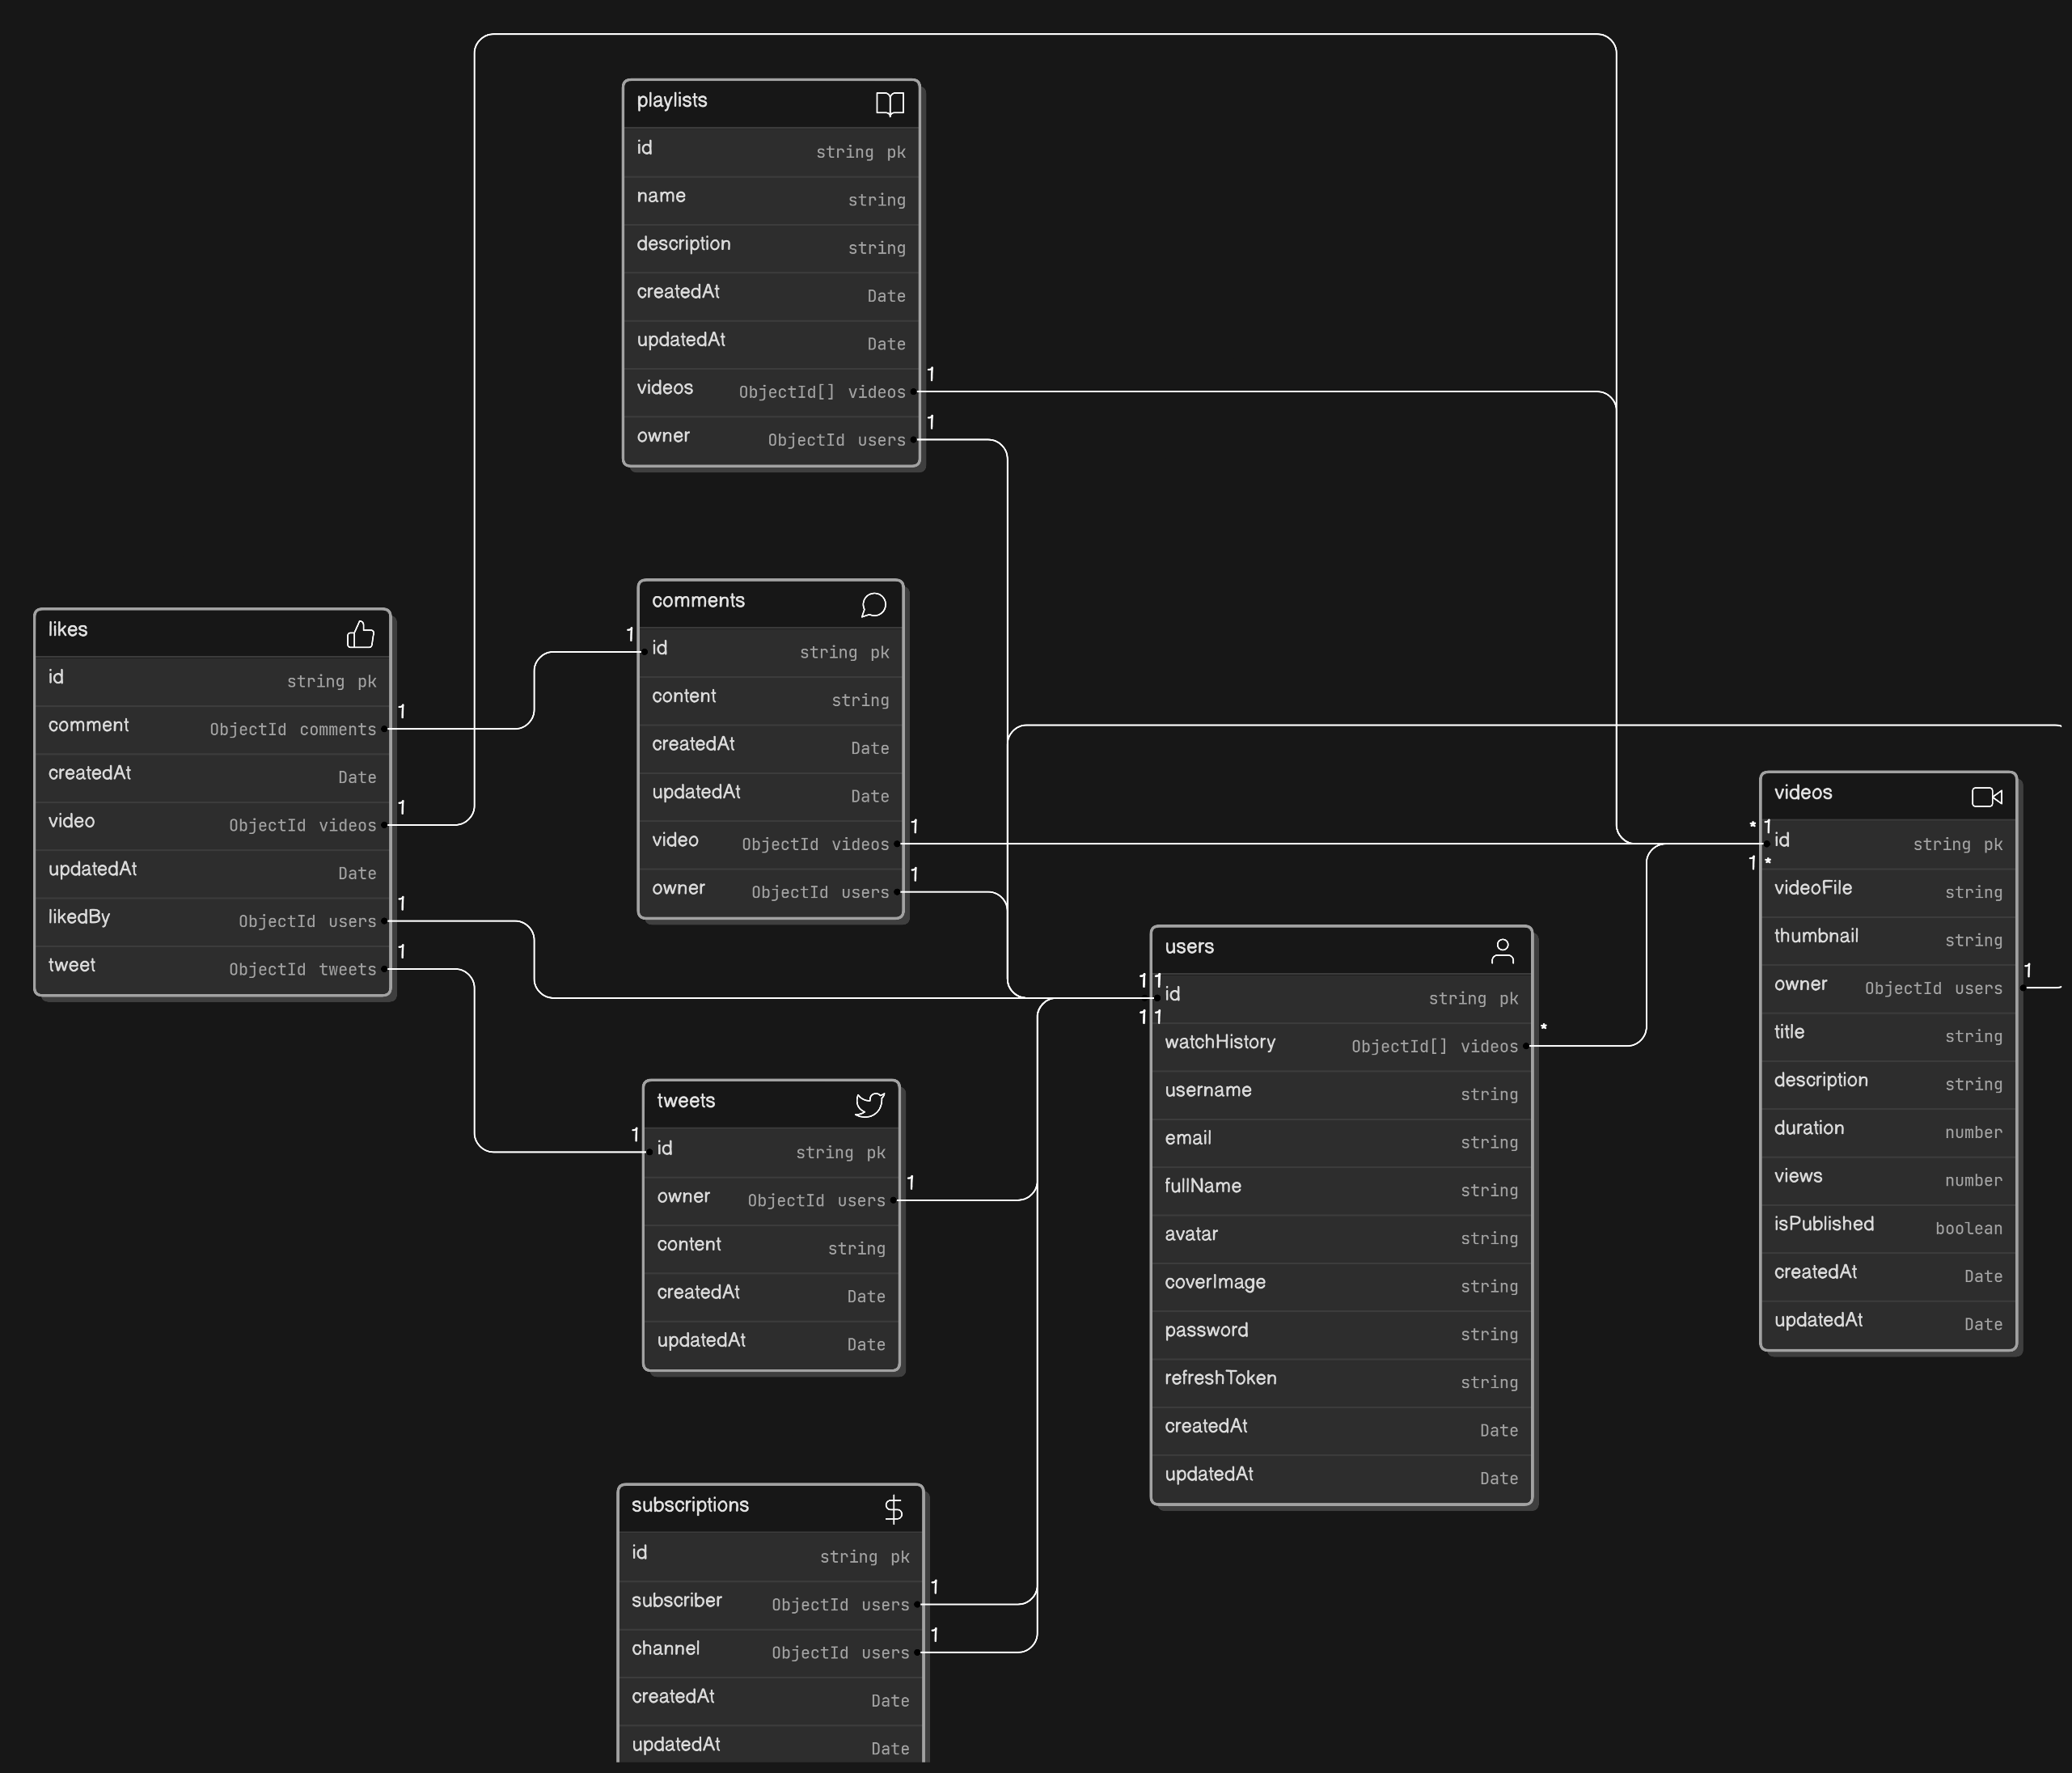 playlists
id string pk
name string
description string
createdAt Date
updatedAt Date
videos ObjectId[] videos 1
owner ObjectId users 1
likes
id string pk
comment ObjectId comments 1
createdAt Date
video ObjectId videos 1
updatedAt Date
likedBy ObjectId users 1
tweet ObjectId tweets 1
comments
1 id string pk
content string
createdAt Date
updatedAt Date
video ObjectId videos 1
owner ObjectId users 1
tweets
1 id string pk
owner ObjectId users 1
content string
createdAt Date
updatedAt Date
subscriptions
id string pk
subscriber ObjectId users 1
channel ObjectId users 1
createdAt Date
updatedAt Date
users
1 1
id string pk
1 1
watchHistory ObjectId[] videos *
username string
email string
fullName string
avatar string
coverImage string
password string
refreshToken string
createdAt Date
updatedAt Date
videos
* 1
id string pk
1 *
videoFile string
thumbnail string
owner ObjectId users 1
title string
description string
duration number
views number
isPublished boolean
createdAt Date
updatedAt Date